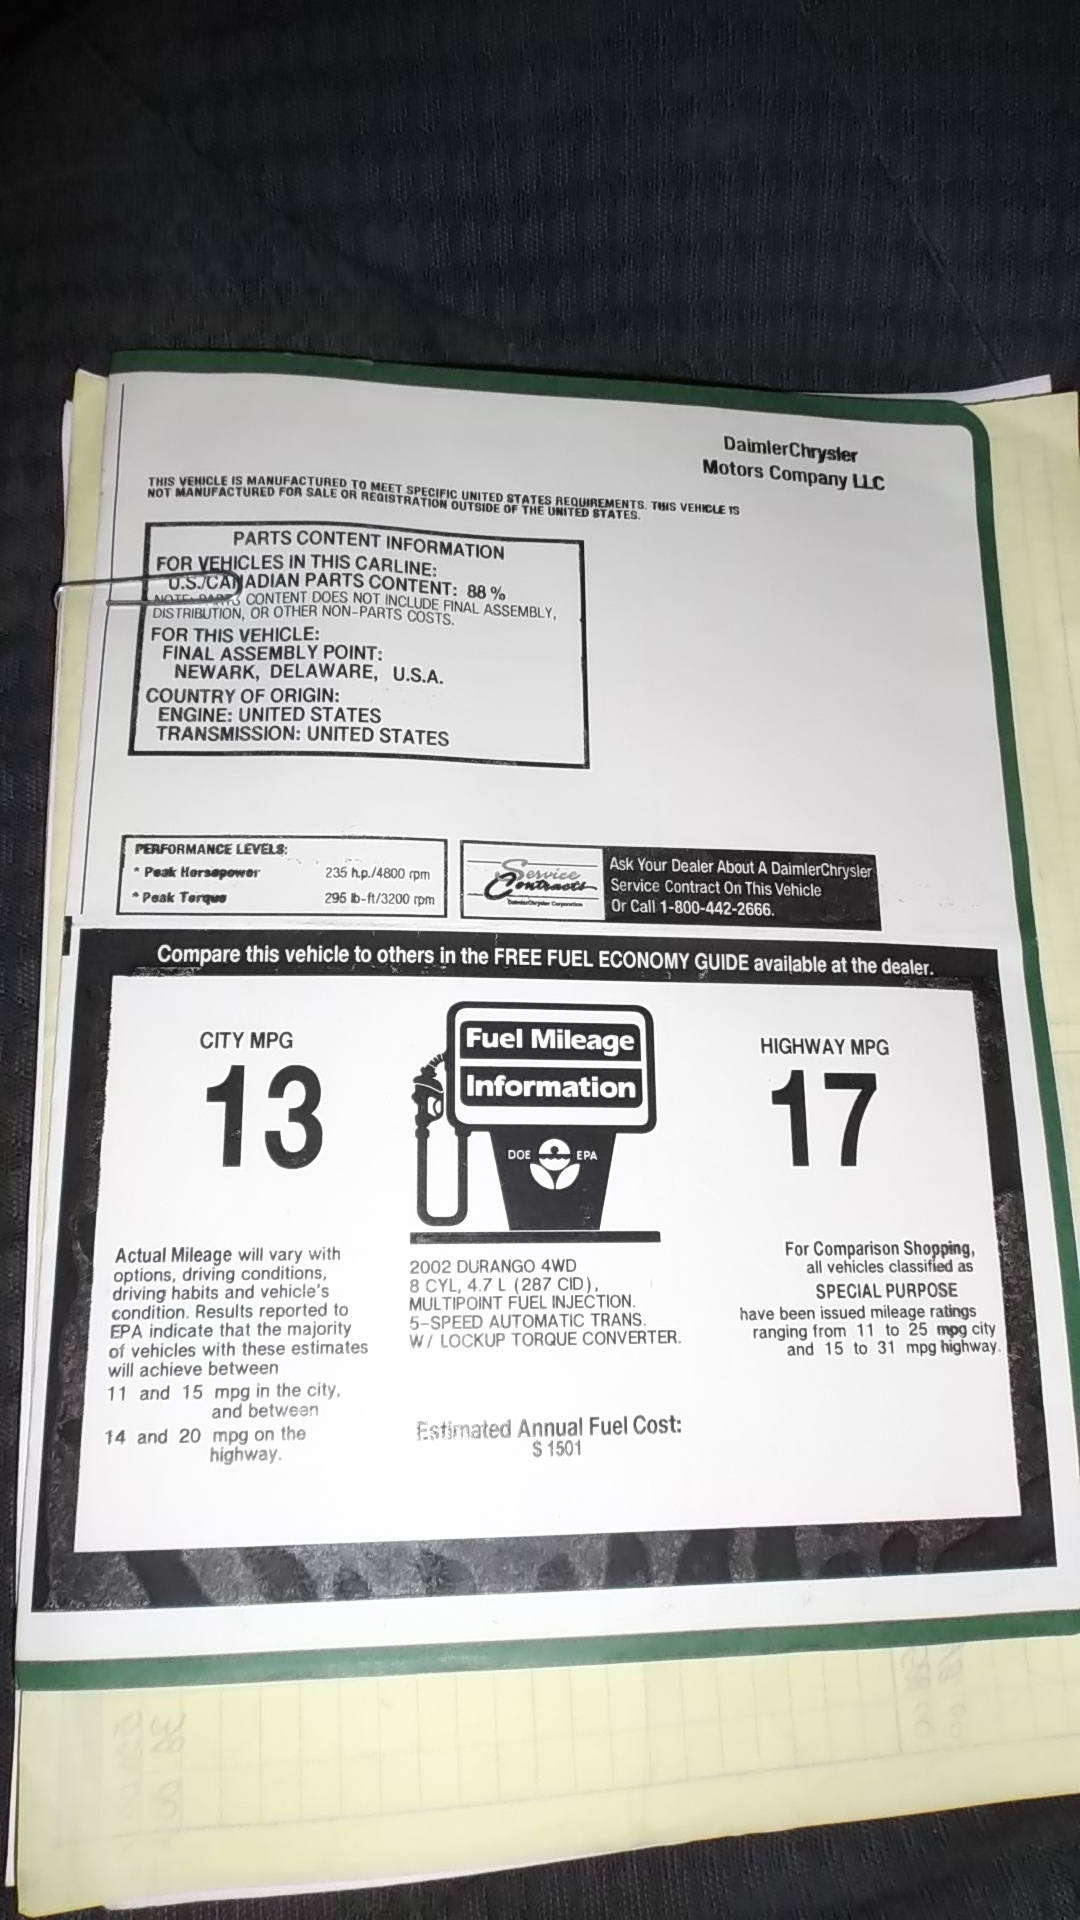 DaimlerChrysler
Motors Company LLC
THIS VEHICLE IS MANUFACTURED TO MEET SPECIFIC UNITED STATES REQUIREMENTS. THIS VEHICLE IS
NOT MANUFACTURED FOR SALE OR REGISTRATION OUTSIDE OF THE UNITED STATES.
PARTS CONTENT INFORMATION
FOR VEHICLES IN THIS CARLINE:
U.S./CANADIAN PARTS CONTENT: 88 %
NOTE: PARTS CONTENT DOES NOT INCLUDE FINAL ASSEMBLY,
DISTRIBUTION, OR OTHER NON-PARTS COSTS.
FOR THIS VEHICLE:
FINAL ASSEMBLY POINT:
NEWARK, DELAWARE, U.S.A.
COUNTRY OF ORIGIN:
ENGINE: UNITED STATES
TRANSMISSION: UNITED STATES
PERFORMANCE LEVELS:
* Peak Horsepower 235 h.p./4800 rpm
* Peak Torque 295 lb-ft/3200 rpm
Service
Contracts
DaimlerChrysler Corporation
Ask Your Dealer About A DaimlerChrysler
Service Contract On This Vehicle
Or Call 1-800-442-2666.
Compare this vehicle to others in the FREE FUEL ECONOMY GUIDE available at the dealer.
CITY MPG
13
Fuel Mileage
Information
DOE EPA
HIGHWAY MPG
17
Actual Mileage will vary with
options, driving conditions,
driving habits and vehicle's
condition. Results reported to
EPA indicate that the majority
of vehicles with these estimates
will achieve between
11 and 15 mpg in the city,
and between
14 and 20 mpg on the
highway.
2002 DURANGO 4WD
8 CYL, 4.7 L (287 CID),
MULTIPOINT FUEL INJECTION.
5-SPEED AUTOMATIC TRANS.
W/ LOCKUP TORQUE CONVERTER.
Estimated Annual Fuel Cost:
$ 1501
For Comparison Shopping,
all vehicles classified as
SPECIAL PURPOSE
have been issued mileage ratings
ranging from 11 to 25 mpg city
and 15 to 31 mpg highway.